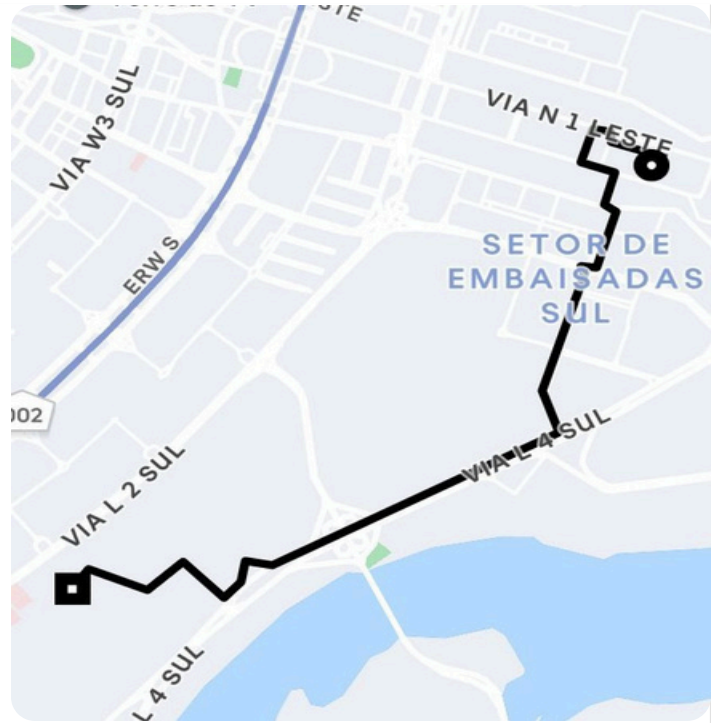 VIA W3 SUL
VIA N 1 LESTE
ERW S
SETOR DE
EMBAISADAS
SUL
002
VIA L 4 SUL
VIA L 2 SUL
L 4 SUL